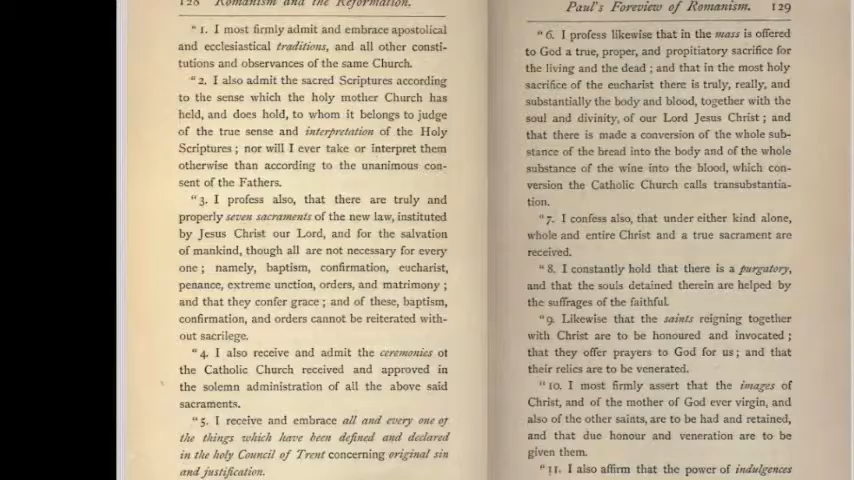 128 Romanism and the Reformation.
"1. I most firmly admit and embrace apostolical
and ecclesiastical traditions, and all other consti-
tutions and observances of the same Church.
"2. I also admit the sacred Scriptures according
to the sense which the holy mother Church has
held, and does hold, to whom it belongs to judge
of the true sense and interpretation of the Holy
Scriptures ; nor will I ever take or interpret them
otherwise than according to the unanimous con-
sent of the Fathers.
"3. I profess also, that there are truly and
properly seven sacraments of the new law, instituted
by Jesus Christ our Lord, and for the salvation
of mankind, though all are not necessary for every
one ; namely, baptism, confirmation, eucharist,
penance, extreme unction, orders, and matrimony ;
and that they confer grace ; and of these, baptism,
confirmation, and orders cannot be reiterated with-
out sacrilege.
"4. I also receive and admit the ceremonies of
the Catholic Church received and approved in
the solemn administration of all the above said
sacraments.
"5. I receive and embrace all and every one of
the things which have been defined and declared
in the holy Council of Trent concerning original sin
and justification.
Paul's Foreview of Romanism. 129
"6. I profess likewise that in the mass is offered
to God a true, proper, and propitiatory sacrifice for
the living and the dead ; and that in the most holy
sacrifice of the eucharist there is truly, really, and
substantially the body and blood, together with the
soul and divinity, of our Lord Jesus Christ ; and
that there is made a conversion of the whole sub-
stance of the bread into the body and of the whole
substance of the wine into the blood, which con-
version the Catholic Church calls transubstantia-
tion.
"7. I confess also, that under either kind alone,
whole and entire Christ and a true sacrament are
received.
"8. I constantly hold that there is a purgatory,
and that the souls detained therein are helped by
the suffrages of the faithful.
"9. Likewise that the saints reigning together
with Christ are to be honoured and invocated ;
that they offer prayers to God for us ; and that
their relics are to be venerated.
"10. I most firmly assert that the images of
Christ, and of the mother of God ever virgin, and
also of the other saints, are to be had and retained,
and that due honour and veneration are to be
given them.
"11. I also affirm that the power of indulgences